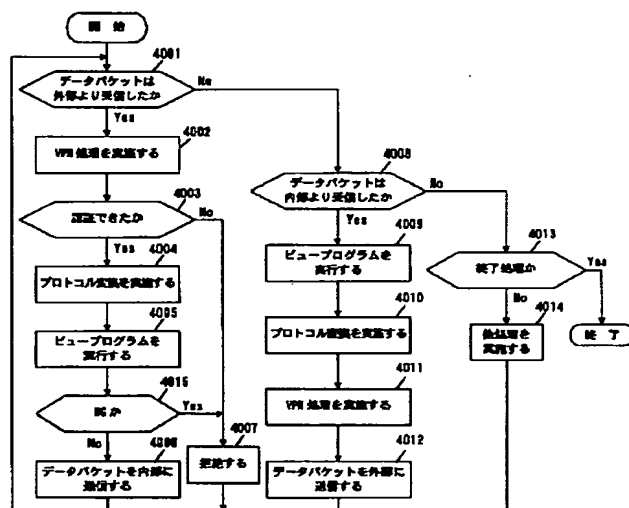 開始
4001
データパケットは
外部より受信したか
No
Yes
4002
VPN 処理を実施する
4003
認証できたか
No
Yes
4004
プロトコル変換を実施する
4005
ビュープログラムを
実行する
4015
NGか
Yes
No
4006
データパケットを内部に
送信する
4007
拒絶する
4008
データパケットは
内部より受信したか
No
Yes
4009
ビュープログラムを
実行する
4010
プロトコル変換を実施する
4011
VPN 処理を実施する
4012
データパケットを外部に
送信する
4013
終了処理か
Yes
No
4014
他処理を
実施する
終了